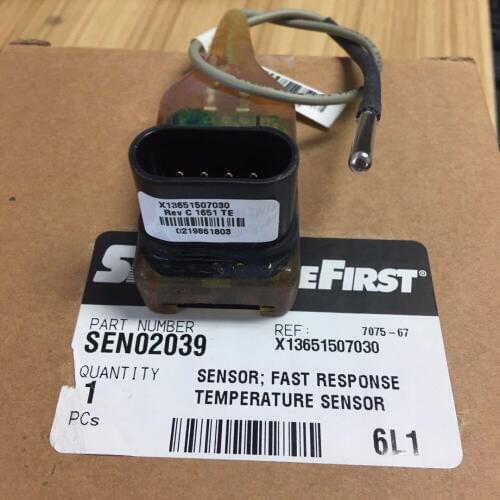 X13651507030
Rev C 1651 TE
0219861803
eFirst®
PART NUMBER
SEN02039
REF:
7075-67
X13651507030
QUANTITY
1
PCs
SENSOR; FAST RESPONSE
TEMPERATURE SENSOR
6L1